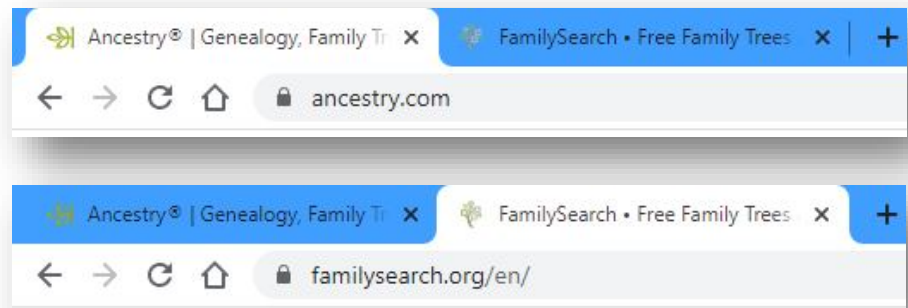 Ancestry® | Genealogy, Family Tr FamilySearch • Free Family Trees
ancestry.com
Ancestry® | Genealogy, Family Tr FamilySearch • Free Family Trees
familysearch.org/en/